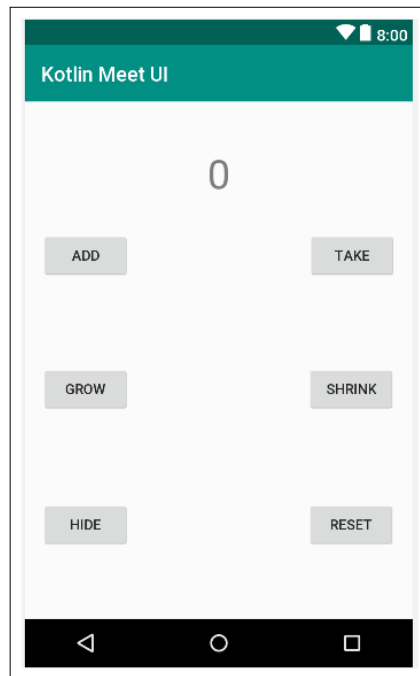 8:00
Kotlin Meet UI
0
ADD TAKE
GROW SHRINK
HIDE RESET